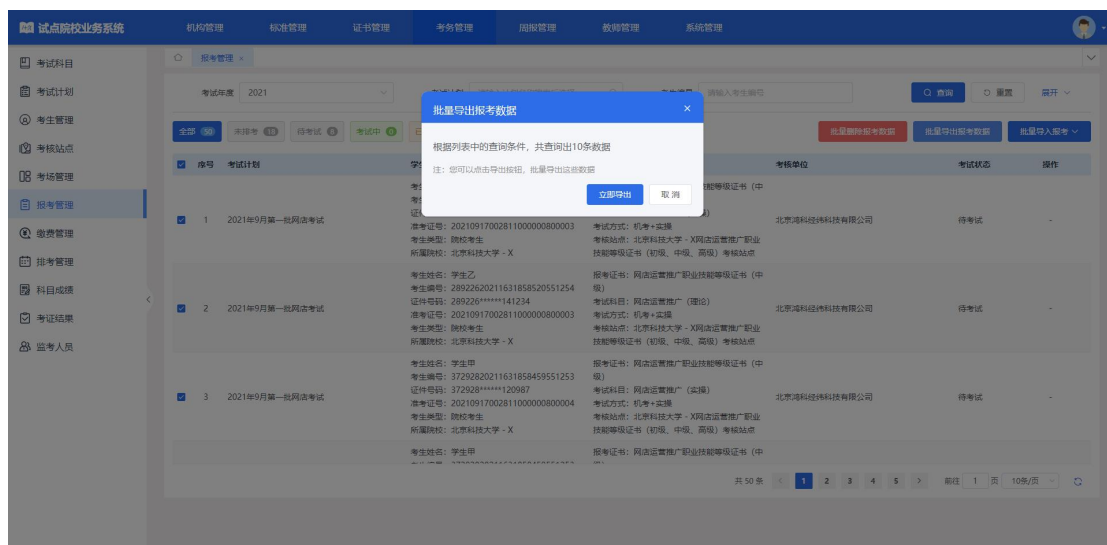 试点院校业务系统
机构管理
标准管理
证书管理
考务管理
周报管理
教师管理
系统管理
考试科目
考试计划
考生管理
考核站点
考场管理
报考管理
缴费管理
排考管理
科目成绩
考证结果
监考人员
报考管理 ×
考试年度 2021
请输入考生编号
查询
重置
展开
全部 50
未排考 10
待考试
考试中 0
批量删除报考数据
批量导出报考数据
批量导入报考
批量导出报考数据 ×
根据列表中的查询条件，共查询出10条数据
注：您可以点击导出按钮，批量导出这些数据
立即导出
取 消
序号 考试计划 考核单位 考试状态 操作
1 2021年9月第一批网店考试
准考证号：20210917002811000000800003
考生类型：院校考生
所属院校：北京科技大学 - X
能等级证书（中
考试方式：机考+实操
考核站点：北京科技大学 - X网店运营推广职业
技能等级证书（初级、中级、高级）考核站点
北京鸿科经纬科技有限公司
待考试
-
2 2021年9月第一批网店考试
考生姓名：学生乙
考生编号：28922620211631858520551254
证件号码：289226******141234
准考证号：20210917002811000000800003
考生类型：院校考生
所属院校：北京科技大学 - X
报考证书：网店运营推广职业技能等级证书（中
级）
考试科目：网店运营推广（理论）
考试方式：机考+实操
考核站点：北京科技大学 - X网店运营推广职业
技能等级证书（初级、中级、高级）考核站点
北京鸿科经纬科技有限公司
待考试
-
3 2021年9月第一批网店考试
考生姓名：学生甲
考生编号：37292820211631858459551253
证件号码：372928******120987
准考证号：20210917002811000000800004
考生类型：院校考生
所属院校：北京科技大学 - X
报考证书：网店运营推广职业技能等级证书（中
级）
考试科目：网店运营推广（实操）
考试方式：机考+实操
考核站点：北京科技大学 - X网店运营推广职业
技能等级证书（初级、中级、高级）考核站点
北京鸿科经纬科技有限公司
待考试
-
考生姓名：学生甲
报考证书：网店运营推广职业技能等级证书（中
共 50 条 1 2 3 4 5 前往 1 页 10条/页